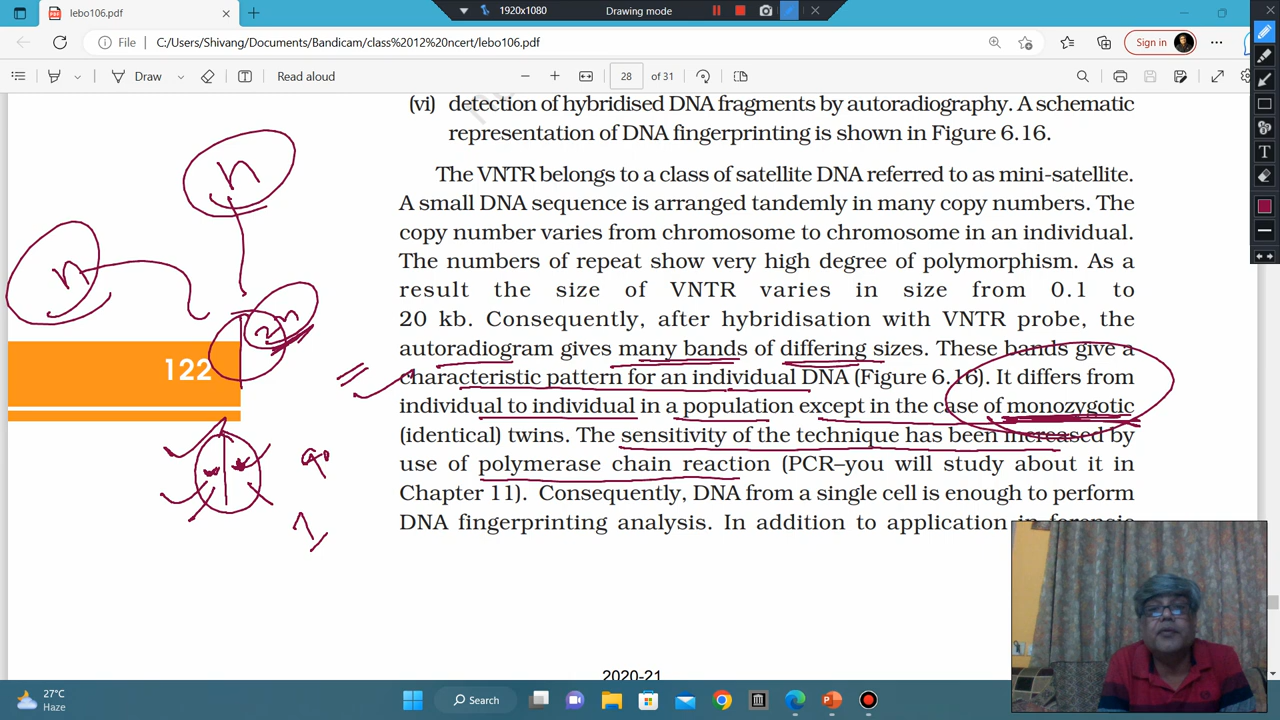 1920x1080
Drawing mode
lebo106.pdf
File
C:/Users/Shivang/Documents/Bandicam/class%2012%20ncert/lebo106.pdf
Sign in
Draw
Read aloud
28
of 31
(vi) detection of hybridised DNA fragments by autoradiography. A schematic
representation of DNA fingerprinting is shown in Figure 6.16.
The VNTR belongs to a class of satellite DNA referred to as mini-satellite.
A small DNA sequence is arranged tandemly in many copy numbers. The
copy number varies from chromosome to chromosome in an individual.
The numbers of repeat show very high degree of polymorphism. As a
result the size of VNTR varies in size from 0.1 to
20 kb. Consequently, after hybridisation with VNTR probe, the
autoradiogram gives many bands of differing sizes. These bands give a
characteristic pattern for an individual DNA (Figure 6.16). It differs from
individual to individual in a population except in the case of monozygotic
(identical) twins. The sensitivity of the technique has been increased by
use of polymerase chain reaction (PCR–you will study about it in
Chapter 11). Consequently, DNA from a single cell is enough to perform
DNA fingerprinting analysis. In addition to application in forensic
n
n
2n
122
2020-21
27°C
Haze
Search